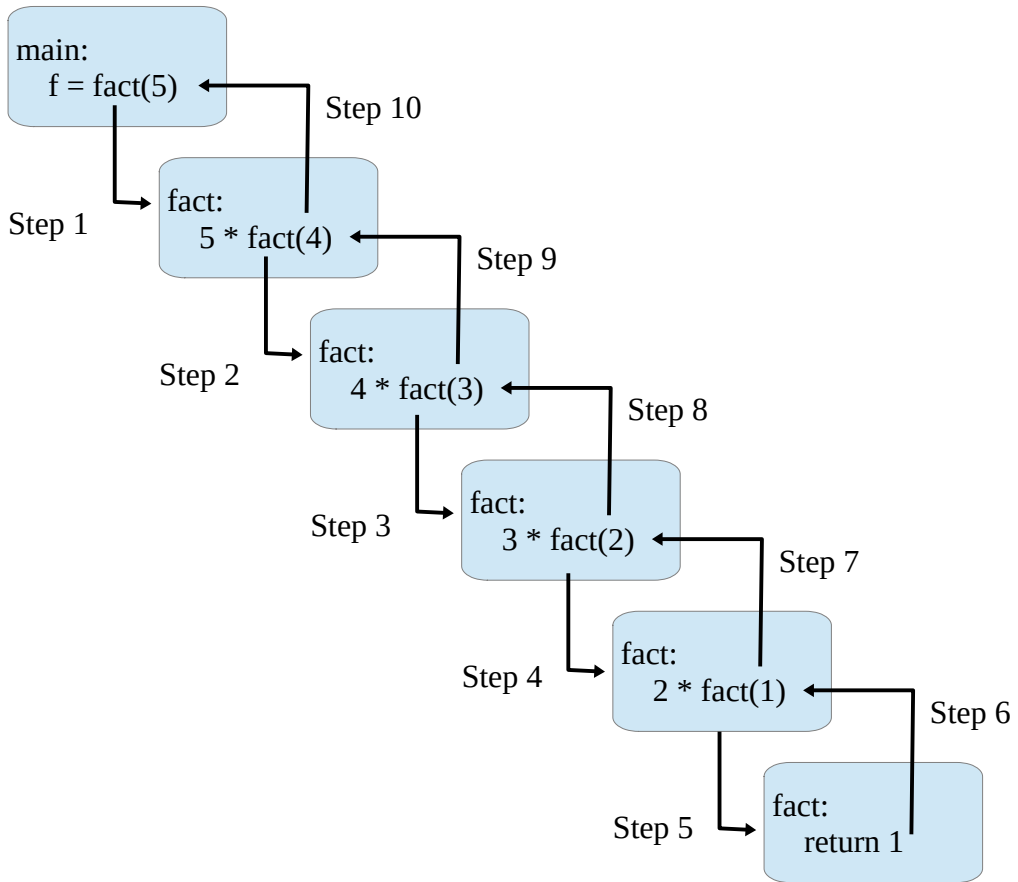 main:
f = fact(5)
Step 10
Step 1
fact:
5 * fact(4)
Step 9
Step 2
fact:
4 * fact(3)
Step 8
Step 3
fact:
3 * fact(2)
Step 7
Step 4
fact:
2 * fact(1)
Step 6
Step 5
fact:
return 1